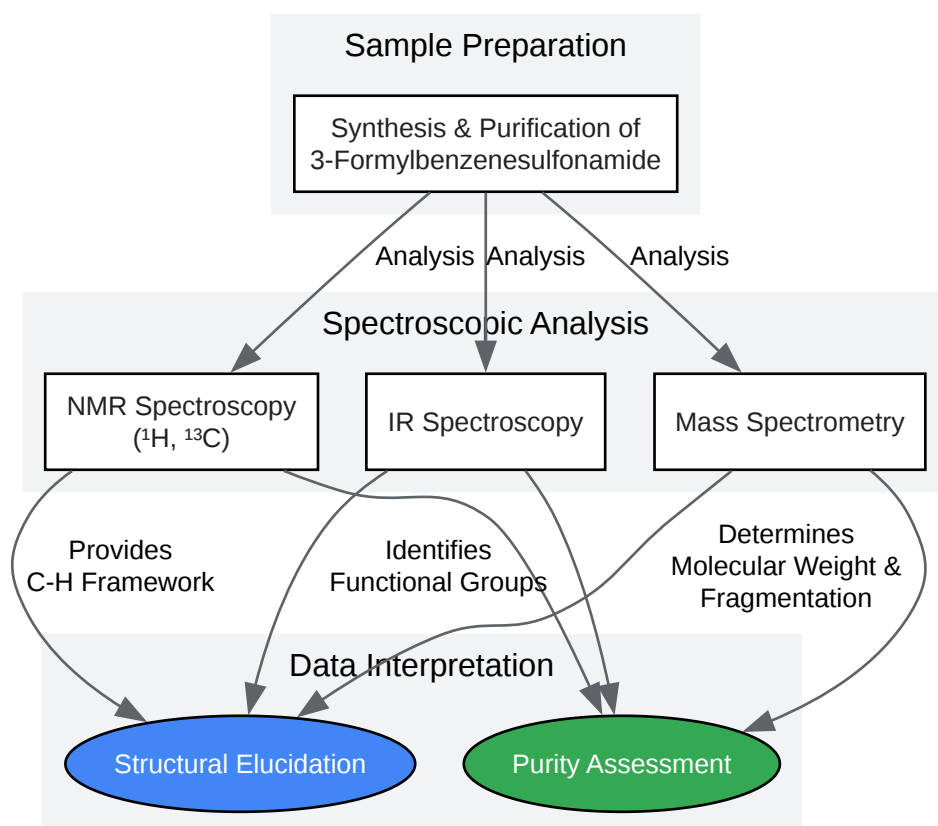 Sample Preparation
Synthesis & Purification of
3-Formylbenzenesulfonamide
Analysis
Analysis
Analysis
Spectroscopic Analysis
NMR Spectroscopy
(¹H, ¹³C)
IR Spectroscopy
Mass Spectrometry
Provides
C-H Framework
Identifies
Functional Groups
Determines
Molecular Weight &
Fragmentation
Data Interpretation
Structural Elucidation
Purity Assessment